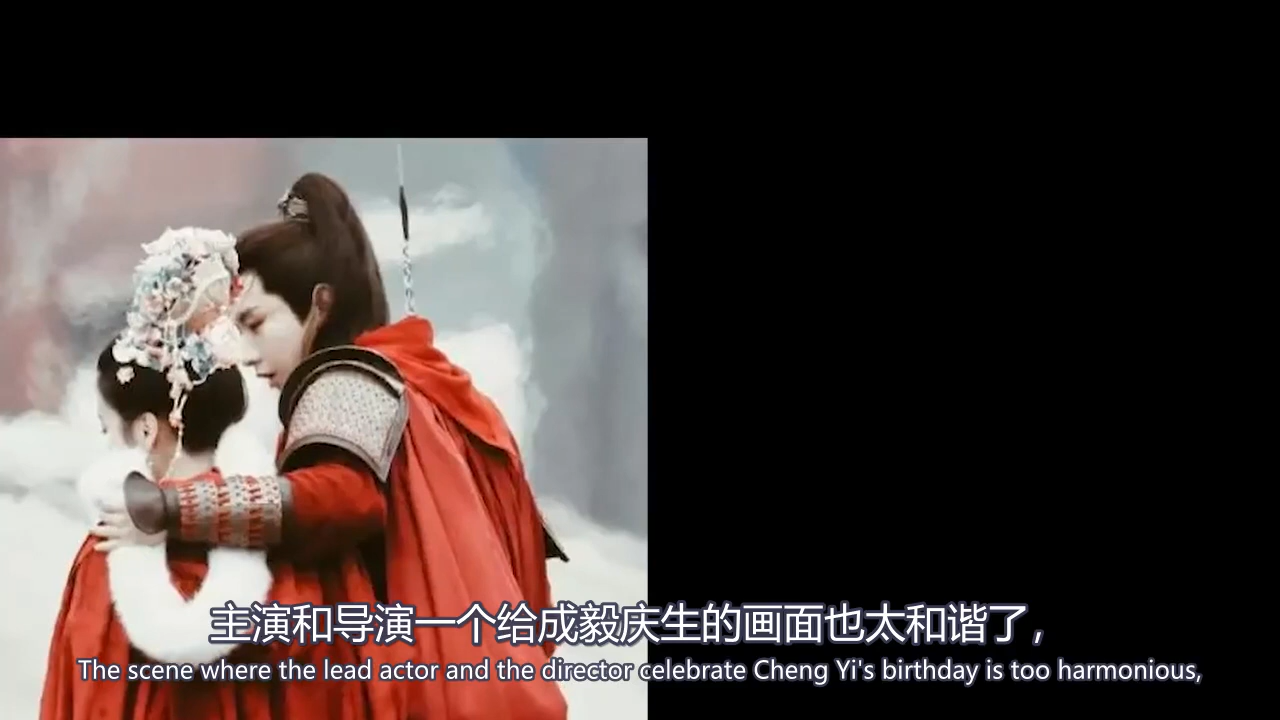 主演和导演一个给成毅庆生的画面也太和谐了，
The scene where the lead actor and the director celebrate Cheng Yi's birthday is too harmonious,